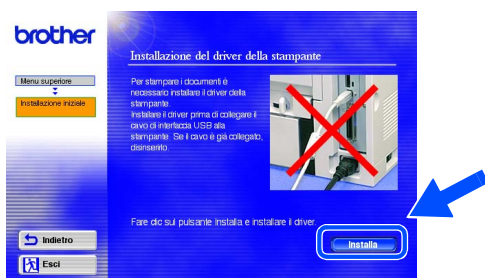 brother
Installazione del driver della stampante
Menu superiore
Installazione iniziale
Per stampare i documenti è
necessario installare il driver della
stampante.
Installare il driver prima di collegare il
cavo di interfaccia USB alla
stampante. Se il cavo è già collegato,
disinserirlo.
Fare clic sul pulsante Installa e installare il driver.
Installa
Indietro
Esci